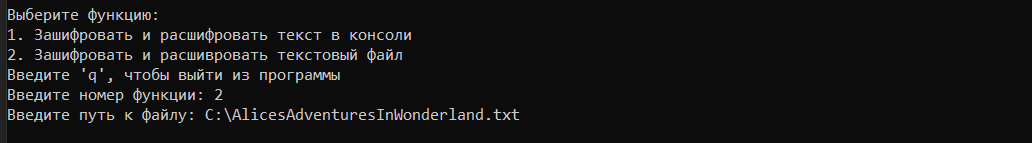 Выберите функцию:
1. Зашифровать и расшифровать текст в консоли
2. Зашифровать и расшивровать текстовый файл
Введите 'q', чтобы выйти из программы
Введите номер функции: 2
Введите путь к файлу: C:\AlicesAdventuresInWonderland.txt